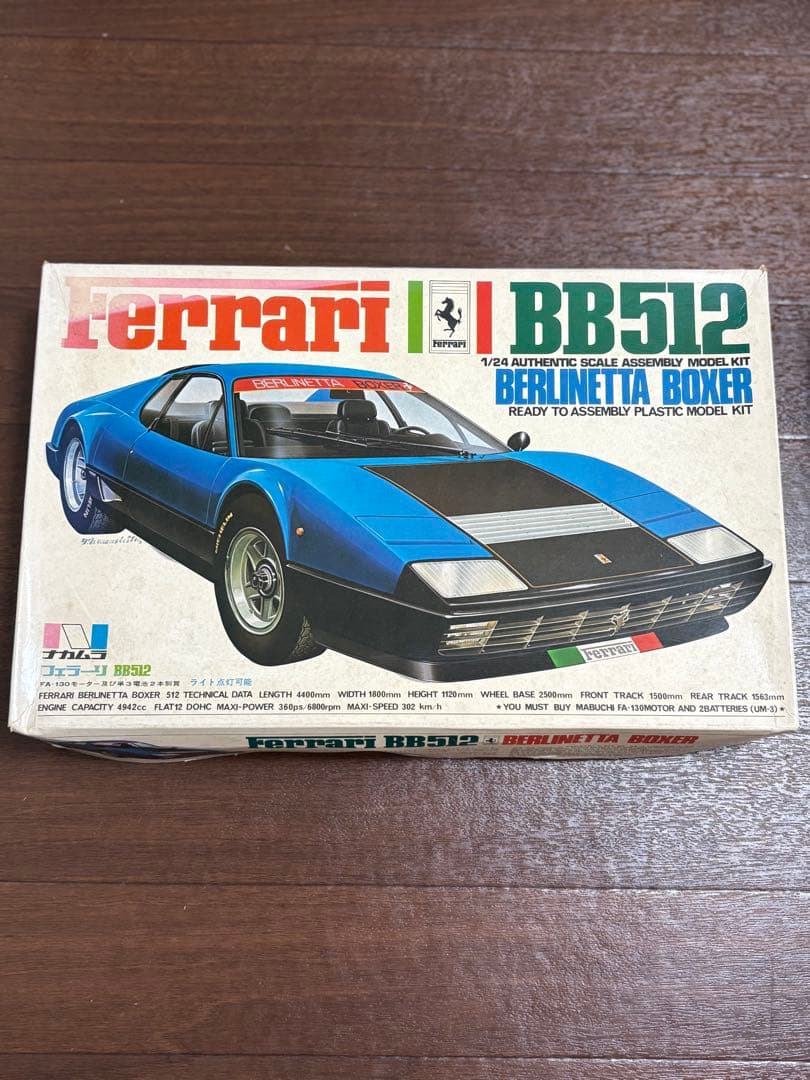 Ferrari
Ferrari
BB512
1/24 AUTHENTIC SCALE ASSEMBLY MODEL KIT
BERLINETTA BOXER
READY TO ASSEMBLY PLASTIC MODEL KIT
BERLINETTA BOXER
MICHELIN
Ferrari
ナカムラ
フェラーリ BB512
FA-130モーター及び単3電池2本別買 ライト点灯可能
FERRARI BERLINETTA BOXER 512 TECHNICAL DATA LENGTH 4400mm WIDTH 1800mm HEIGHT 1120mm WHEEL BASE 2500mm FRONT TRACK 1500mm REAR TRACK 1563mm
ENGINE CAPACITY 4942cc FLAT12 DOHC MAXI-POWER 360ps/6800rpm MAXI-SPEED 302 km/h ★YOU MUST BUY MABUCHI FA-130MOTOR AND 2BATTERIES (UM-3)★
Ferrari BB512 BERLINETTA BOXER